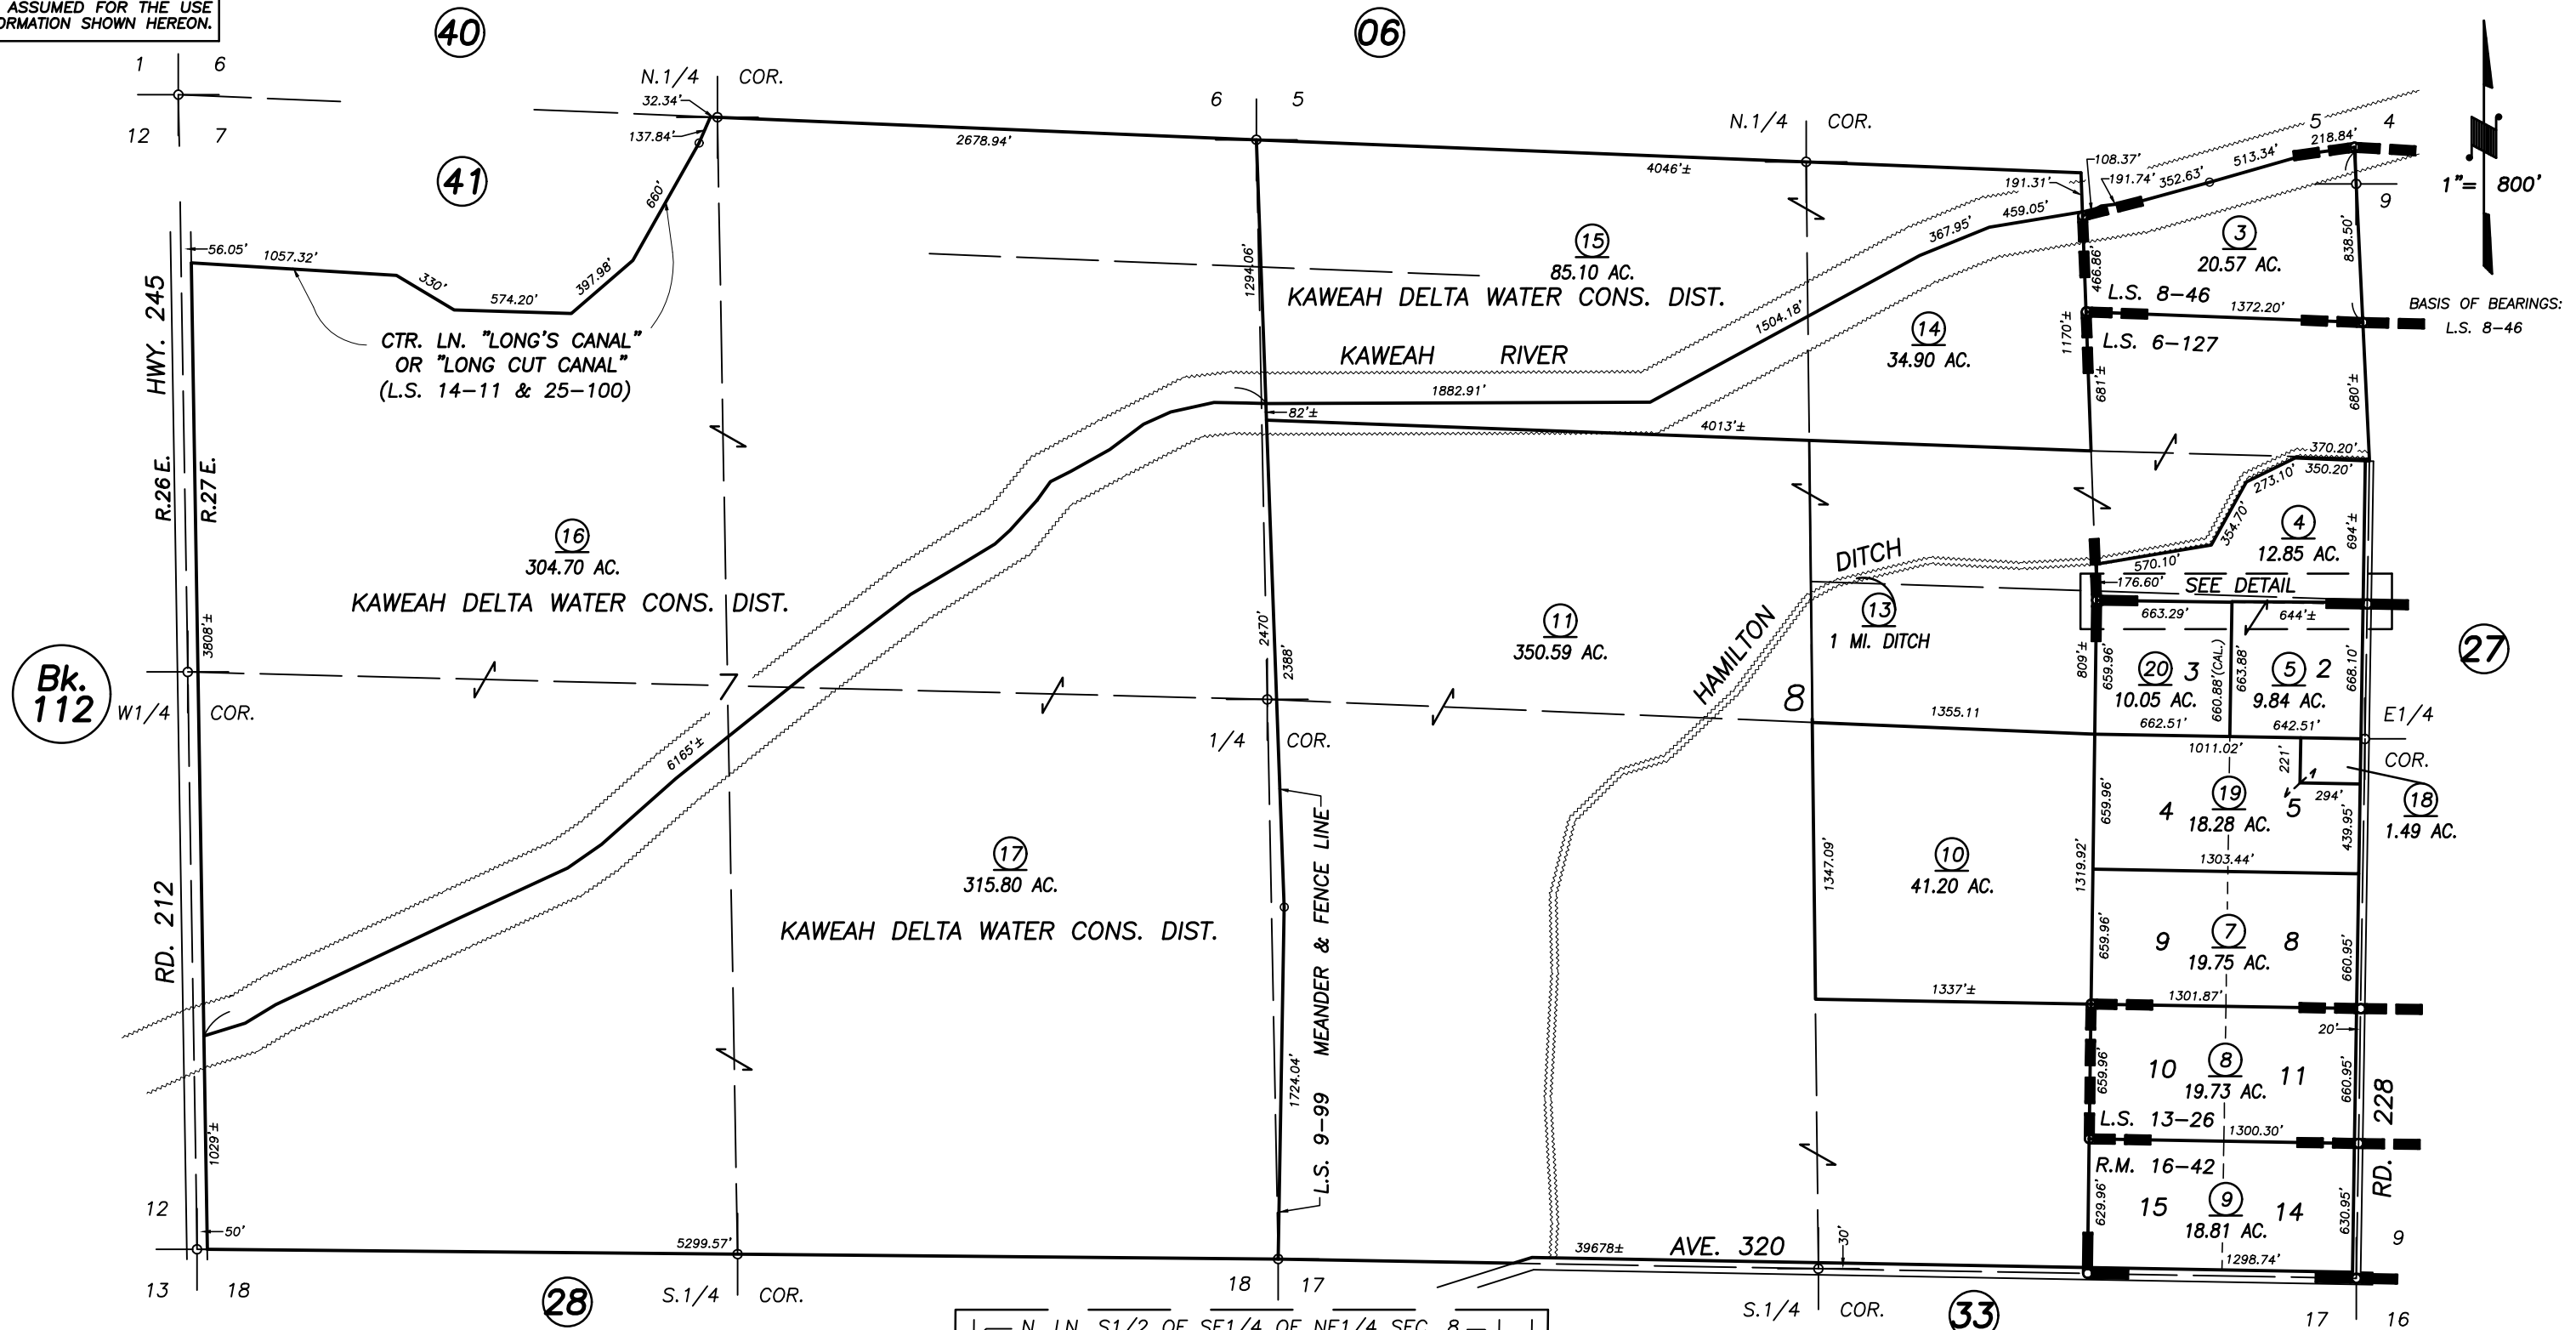 ASSUMED FOR THE USE
ORMATION SHOWN HEREON.
40
06
1 6
12 7
N.1/4 COR.
32.34'
137.84'
6 5
N.1/4 COR.
5 4
218.84'
9
1"= 800'
2678.94'
4046'±
108.37'
191.74'
352.63'
513.34'
191.31'
459.05'
367.95'
41
660'
56.05'
1057.32'
330'
574.20'
397.98'
HWY. 245
CTR. LN. "LONG'S CANAL"
OR "LONG CUT CANAL"
(L.S. 14-11 & 25-100)
15
85.10 AC.
KAWEAH DELTA WATER CONS. DIST.
1294.06'
3
20.57 AC.
838.50'
466.86'
L.S. 8-46
1372.20'
BASIS OF BEARINGS:
L.S. 8-46
L.S. 6-127
1504.18'
14
34.90 AC.
1170'±
681'±
680'±
KAWEAH RIVER
1882.91'
82'±
4013'±
R.26 E.
R.27 E.
370.20'
350.20'
273.10'
354.70'
570.10'
4
12.85 AC.
694'±
16
304.70 AC.
KAWEAH DELTA WATER CONS. DIST.
HAMILTON DITCH
176.60'
SEE DETAIL
663.29'
644'±
13
1 MI. DITCH
11
350.59 AC.
2470'
2388'
3808'±
Bk.
112
W1/4 COR.
7
8
27
809'±
659.96'
20 3
10.05 AC.
660.88'(CAL.)
663.88'
5 2
9.84 AC.
668.10'
662.51'
642.51'
E1/4
COR.
1355.11
1/4 COR.
6165'±
1011.02'
221'
1
294'
4
19
18.28 AC.
5
18
1.49 AC.
659.96'
439.95'
1303.44'
17
315.80 AC.
KAWEAH DELTA WATER CONS. DIST.
L.S. 9-99 MEANDER & FENCE LINE
1347.09'
10
41.20 AC.
1319.92'
659.96'
9
7
8
19.75 AC.
660.95'
RD. 212
1337'±
1301.87'
20'
1724.04'
659.96'
10
8
11
19.73 AC.
660.95'
RD. 228
L.S. 13-26
1300.30'
R.M. 16-42
1029'±
629.96'
15
9
14
18.81 AC.
630.95'
12
50'
5299.57'
39678±
AVE. 320
30'
1298.74'
9
13 18
28
S.1/4 COR.
18 17
S.1/4 COR.
33
17 16
N. LN. S1/2 OF SE1/4 OF NE1/4 SEC. 8